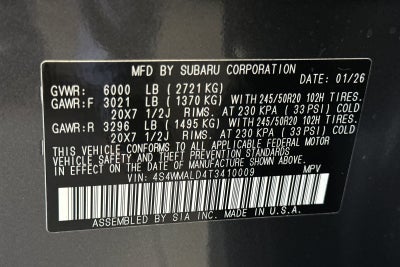 MFD BY SUBARU CORPORATION
DATE: 01/26
GVWR: 6000 LB (2721 KG)
GAWR:F 3021 LB (1370 KG) WITH 245/50R20 102H TIRES.
20X7 1/2J RIMS. AT 230 KPA (33 PSI) COLD
GAWR:R 3296 LB (1495 KG) WITH 245/50R20 102H TIRES.
20X7 1/2J RIMS. AT 230 KPA (33 PSI) COLD
THIS VEHICLE CONFORMS TO ALL APPLICABLE FEDERAL MOTOR
VEHICLE SAFETY AND BUMPER STANDARDS
IN EFFECT ON THE DATE OF MANUFACTURE SHOWN ABOVE.
VIN: 4S4WMALD4T3410009 MPV
ASSEMBLED BY SIA INC. MADE IN U.S.A.